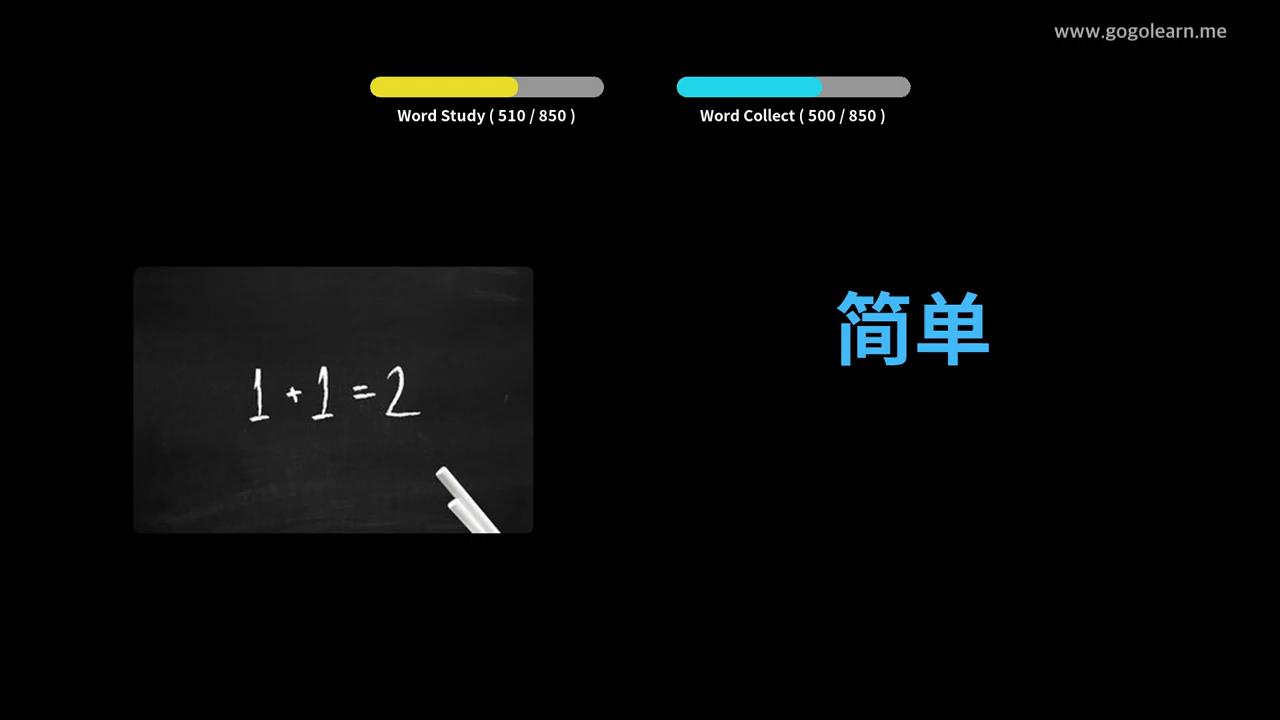 www.gogolearn.me
Word Study ( 510 / 850 )
Word Collect ( 500 / 850 )
简单
1 + 1 = 2